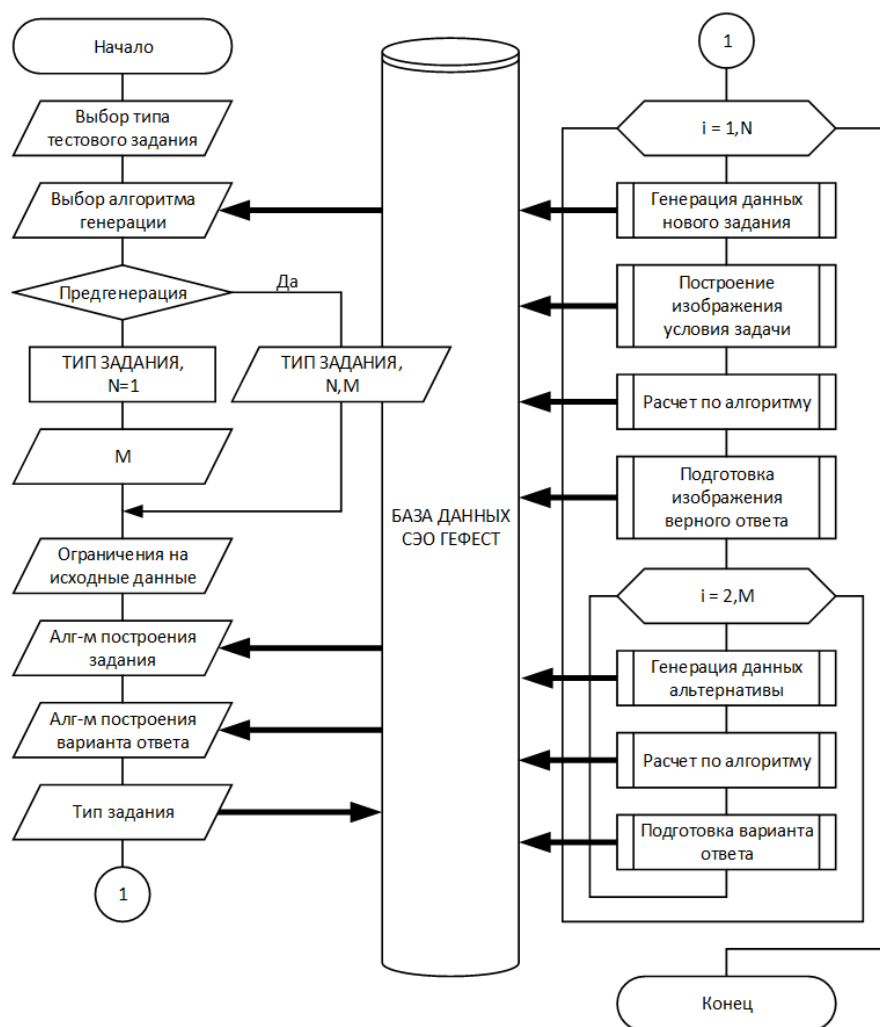 Начало
Выбор типа
тестового задания
Выбор алгоритма
генерации
Предгенерация
Да
ТИП ЗАДАНИЯ,
N=1
ТИП ЗАДАНИЯ,
N,M
М
Ограничения на
исходные данные
Алг-м построения
задания
Алг-м построения
варианта ответа
Тип задания
1
БАЗА ДАННЫХ
СЭО ГЕФЕСТ
1
i = 1,N
Генерация данных
нового задания
Построение
изображения
условия задачи
Расчет по алгоритму
Подготовка
изображения
верного ответа
i = 2,M
Генерация данных
альтернативы
Расчет по алгоритму
Подготовка варианта
ответа
Конец